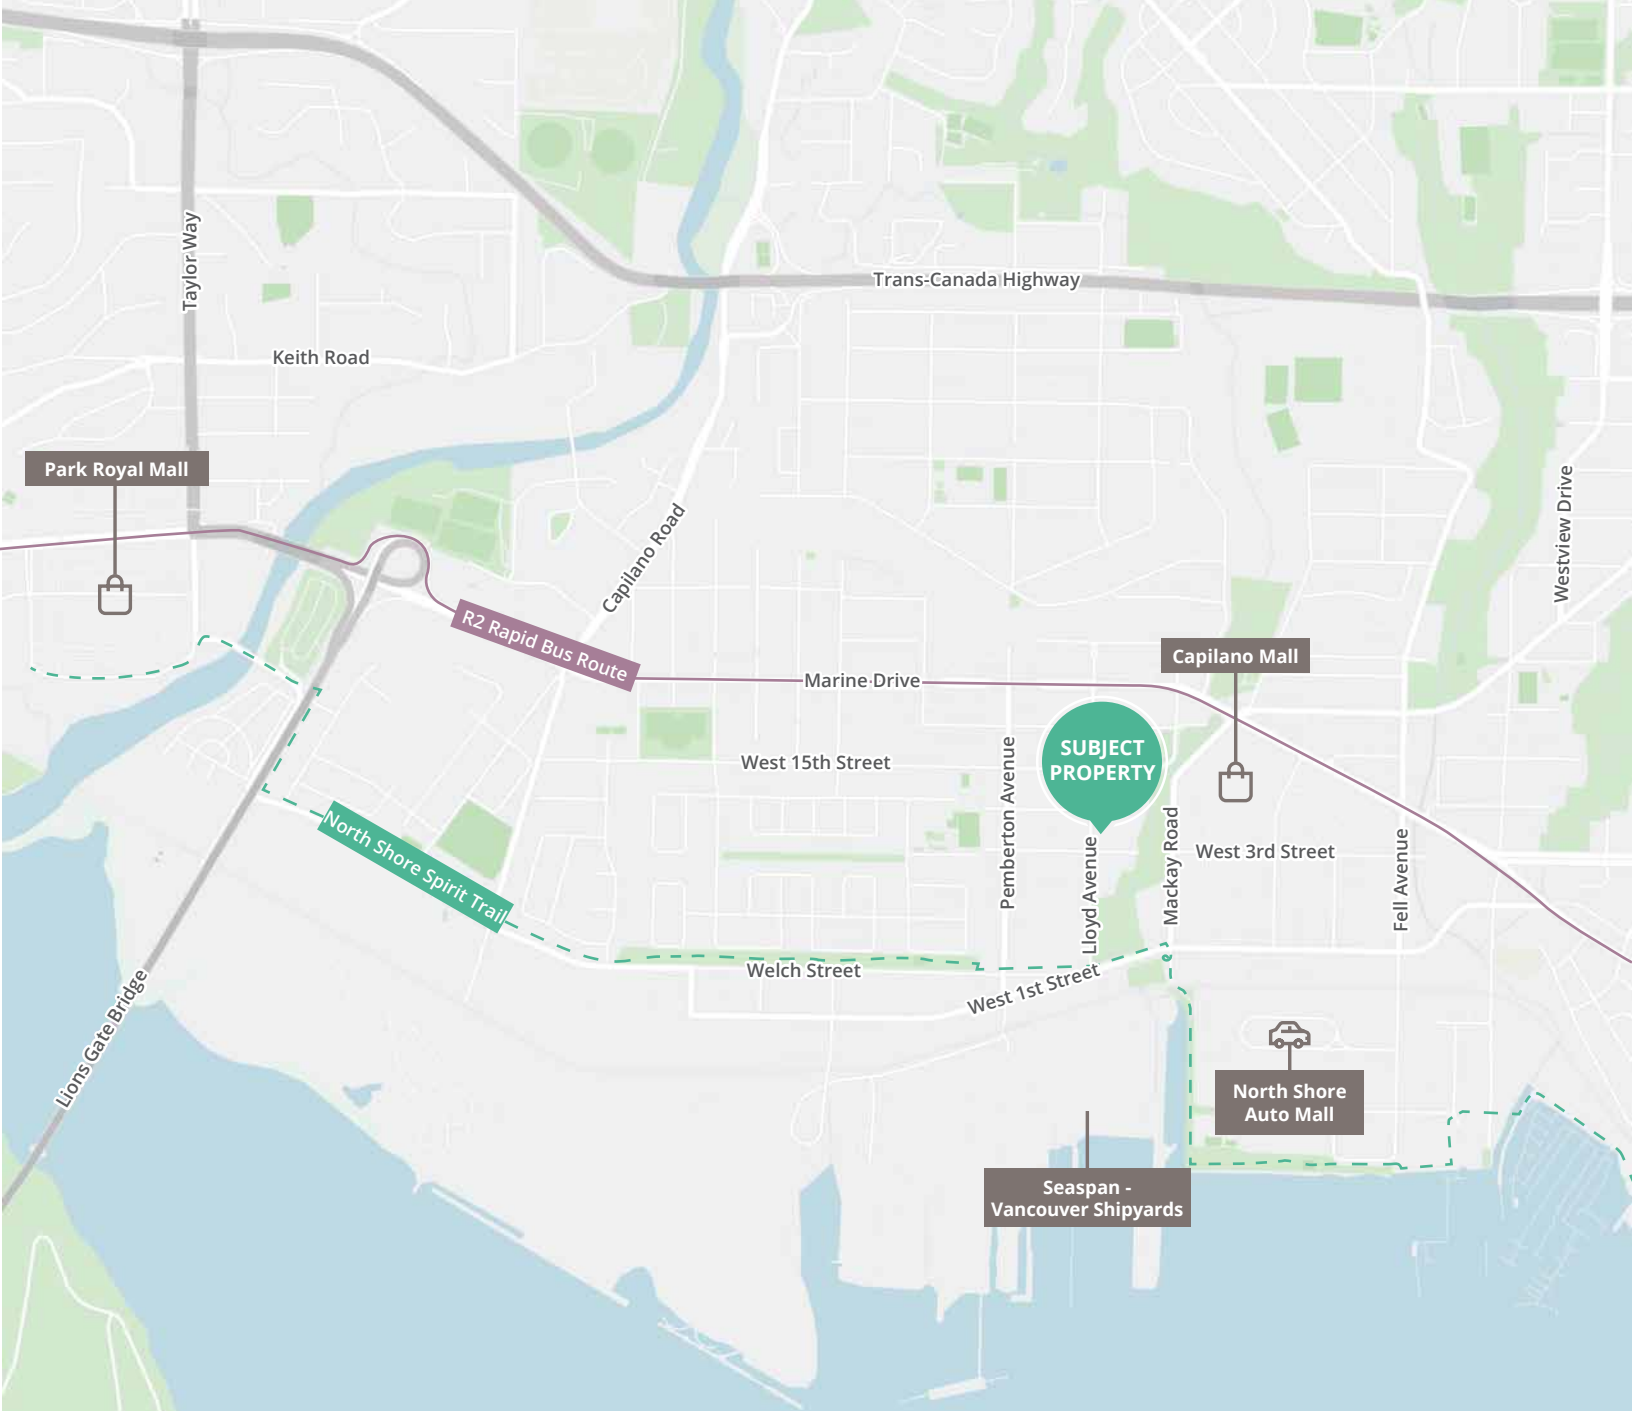 Taylor Way
Trans-Canada Highway
Keith Road
Park Royal Mall
Westview Drive
Capilano Road
R2 Rapid Bus Route
Capilano Mall
Marine Drive
SUBJECT
PROPERTY
West 15th Street
Pemberton Avenue
North Shore Spirit Trail
Lloyd Avenue
Mackay Road
West 3rd Street
Fell Avenue
Welch Street
West 1st Street
Lions Gate Bridge
North Shore
Auto Mall
Seaspan -
Vancouver Shipyards